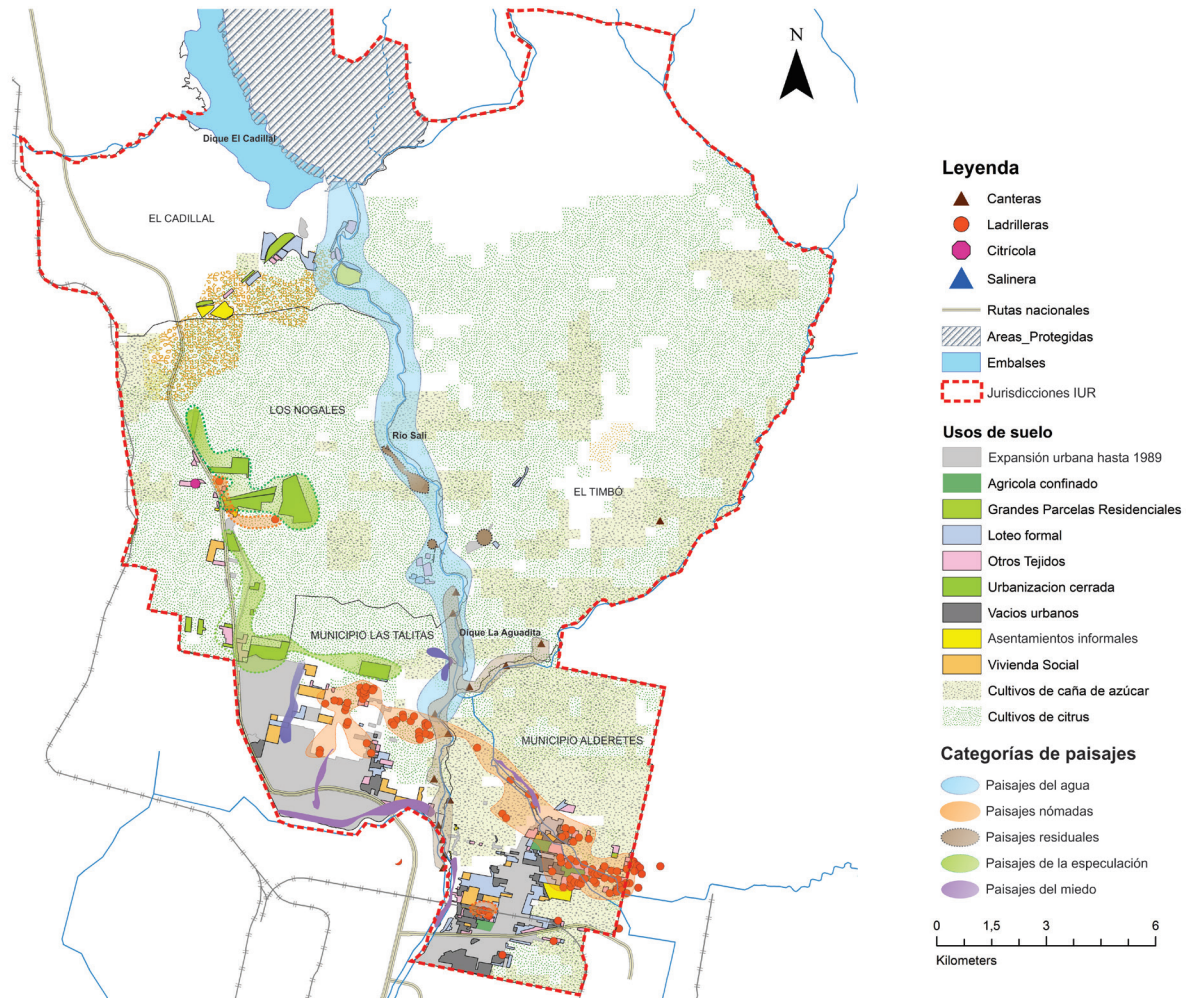 N
Dique El Cadillal
EL CADILLAL
LOS NOGALES
Rio Sali
EL TIMBÓ
MUNICIPIO LAS TALITAS
Dique La Aguadita
MUNICIPIO ALDERETES
Leyenda
Canteras
Ladrilleras
Citrícola
Salinera
Rutas nacionales
Areas_Protegidas
Embalses
Jurisdicciones IUR
Usos de suelo
Expansión urbana hasta 1989
Agricola confinado
Grandes Parcelas Residenciales
Loteo formal
Otros Tejidos
Urbanizacion cerrada
Vacios urbanos
Asentamientos informales
Vivienda Social
Cultivos de caña de azúcar
Cultivos de citrus
Categorías de paisajes
Paisajes del agua
Paisajes nómadas
Paisajes residuales
Paisajes de la especulación
Paisajes del miedo
0 1,5 3 6
Kilometers